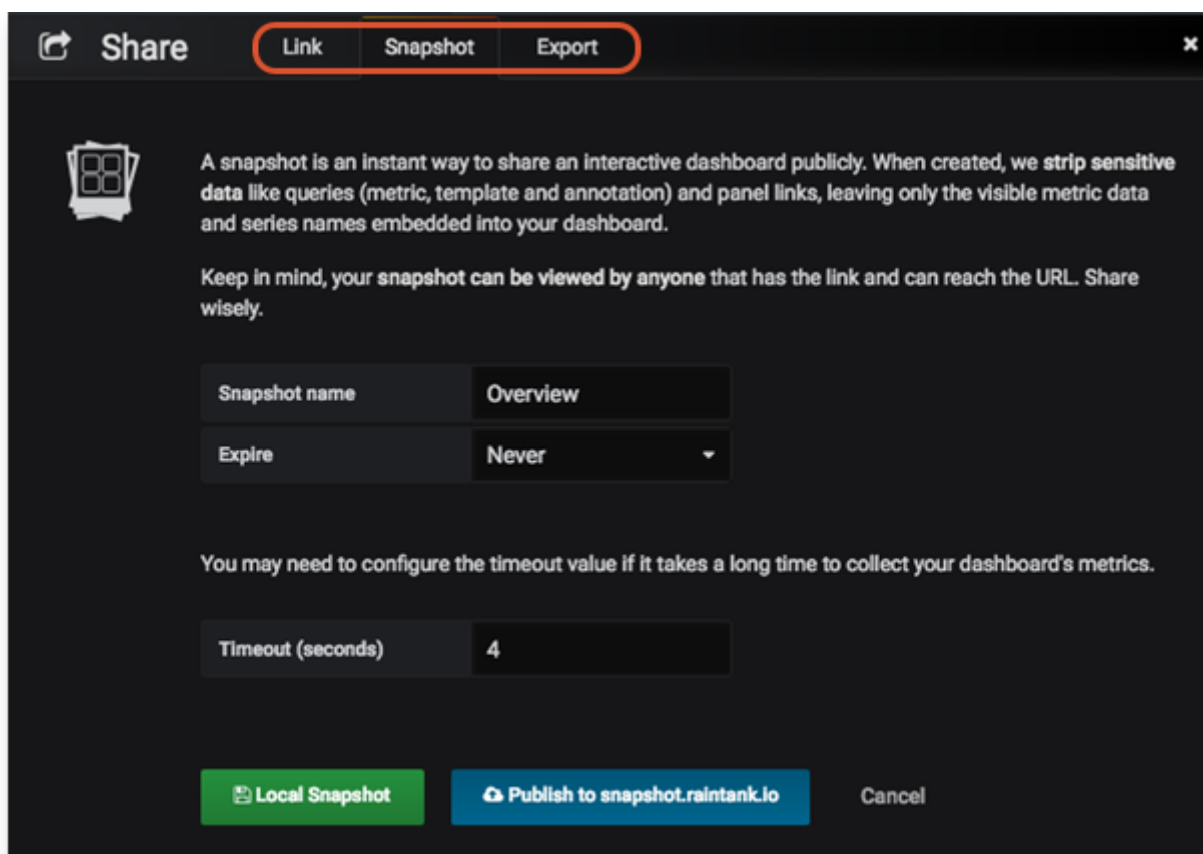 Share Link Snapshot Export ×
A snapshot is an instant way to share an interactive dashboard publicly. When created, we strip sensitive
data like queries (metric, template and annotation) and panel links, leaving only the visible metric data
and series names embedded into your dashboard.
Keep in mind, your snapshot can be viewed by anyone that has the link and can reach the URL. Share
wisely.
Snapshot name Overview
Expire Never
You may need to configure the timeout value if it takes a long time to collect your dashboard's metrics.
Timeout (seconds) 4
Local Snapshot Publish to snapshot.raintank.io Cancel